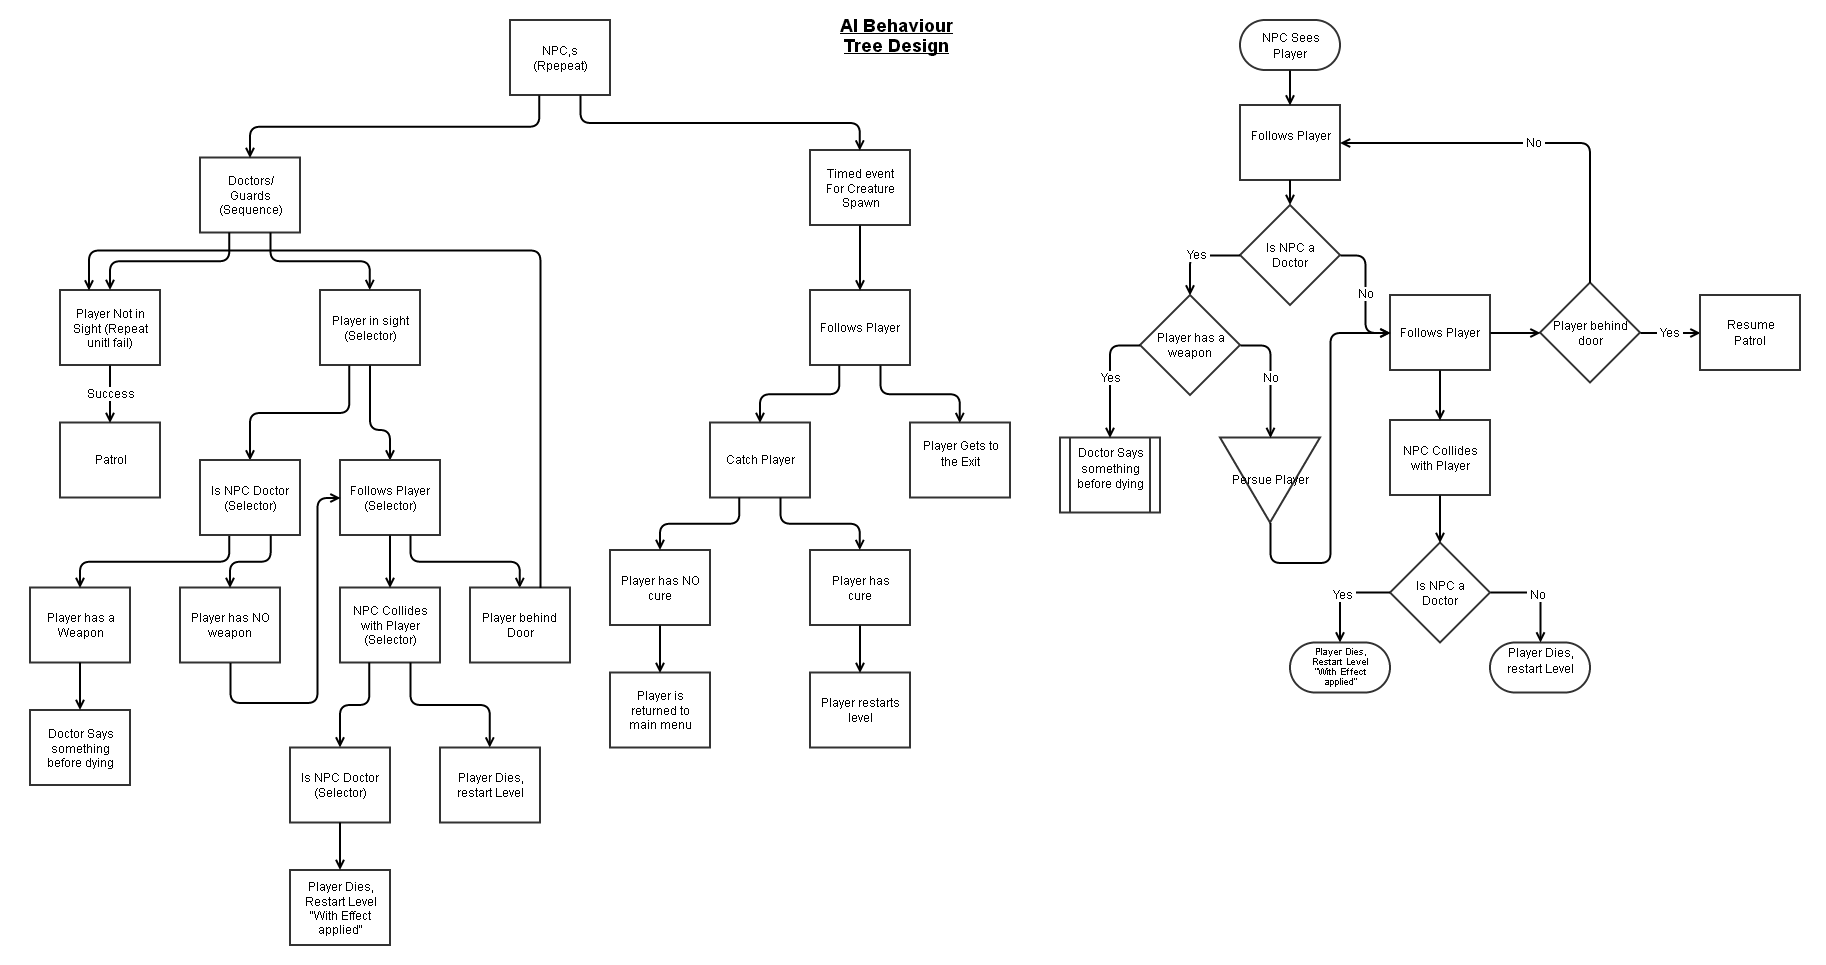 AI Behaviour
Tree Design
NPC,s
(Rpepeat)
Doctors/
Guards
(Sequence)
Timed event
For Creature
Spawn
Player Not in
Sight (Repeat
unitl fail)
Player in sight
(Selector)
Follows Player
Success
Patrol
Is NPC Doctor
(Selector)
Follows Player
(Selector)
Catch Player
Player Gets to
the Exit
Player has a
Weapon
Player has NO
weapon
NPC Collides
with Player
(Selector)
Player behind
Door
Player has NO
cure
Player has
cure
Doctor Says
something
before dying
Is NPC Doctor
(Selector)
Player Dies,
restart Level
Player is
returned to
main menu
Player restarts
level
Player Dies,
Restart Level
"With Effect
applied"
NPC Sees
Player
Follows Player
No
Is NPC a
Doctor
Yes
No
Player has a
weapon
Yes
No
Follows Player
Player behind
door
Yes
Resume
Patrol
Doctor Says
something
before dying
Persue Player
NPC Collides
with Player
Is NPC a
Doctor
Yes
No
Player Dies,
Restart Level
"With Effect
applied"
Player Dies,
restart Level